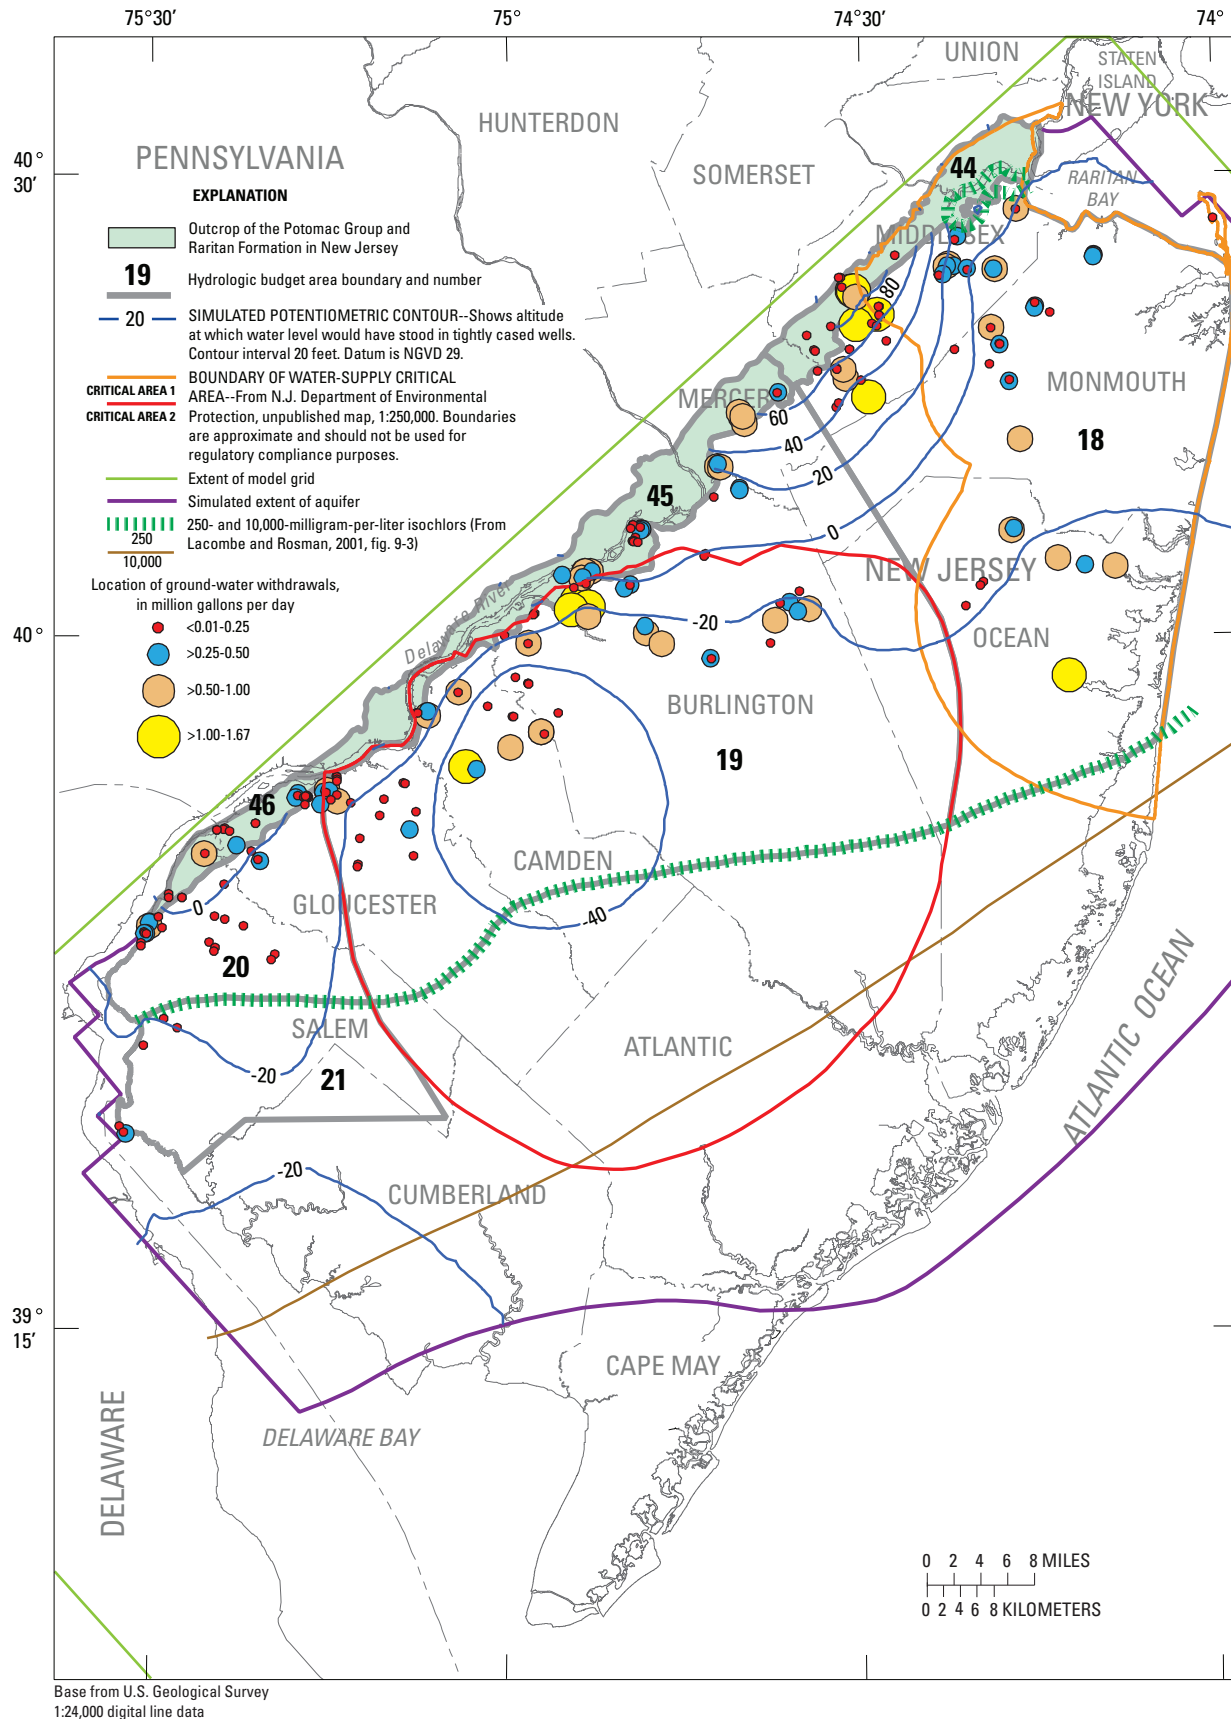 75°30'
75°
74°30'
74°
40°
30'
40°
39°
15'
PENNSYLVANIA
EXPLANATION
Outcrop of the Potomac Group and
Raritan Formation in New Jersey
19
Hydrologic budget area boundary and number
20
SIMULATED POTENTIOMETRIC CONTOUR--Shows altitude
at which water level would have stood in tightly cased wells.
Contour interval 20 feet. Datum is NGVD 29.
CRITICAL AREA 1
CRITICAL AREA 2
BOUNDARY OF WATER-SUPPLY CRITICAL
AREA--From N.J. Department of Environmental
Protection, unpublished map, 1:250,000. Boundaries
are approximate and should not be used for
regulatory compliance purposes.
Extent of model grid
Simulated extent of aquifer
250
10,000
250- and 10,000-milligram-per-liter isochlors (From
Lacombe and Rosman, 2001, fig. 9-3)
Location of ground-water withdrawals,
in million gallons per day
<0.01-0.25
>0.25-0.50
>0.50-1.00
>1.00-1.67
UNION
STATEN
ISLAND
NEW YORK
HUNTERDON
SOMERSET
44
RARITAN
BAY
MIDDLESEX
80
MONMOUTH
MERCER
60
40
20
18
45
0
NEW JERSEY
Delaware River
-20
OCEAN
BURLINGTON
19
46
CAMDEN
GLOUCESTER
0
-40
20
SALEM
ATLANTIC
-20
21
ATLANTIC OCEAN
-20
CUMBERLAND
CAPE MAY
DELAWARE
DELAWARE BAY
0 2 4 6 8 MILES
0 2 4 6 8 KILOMETERS
Base from U.S. Geological Survey
1:24,000 digital line data